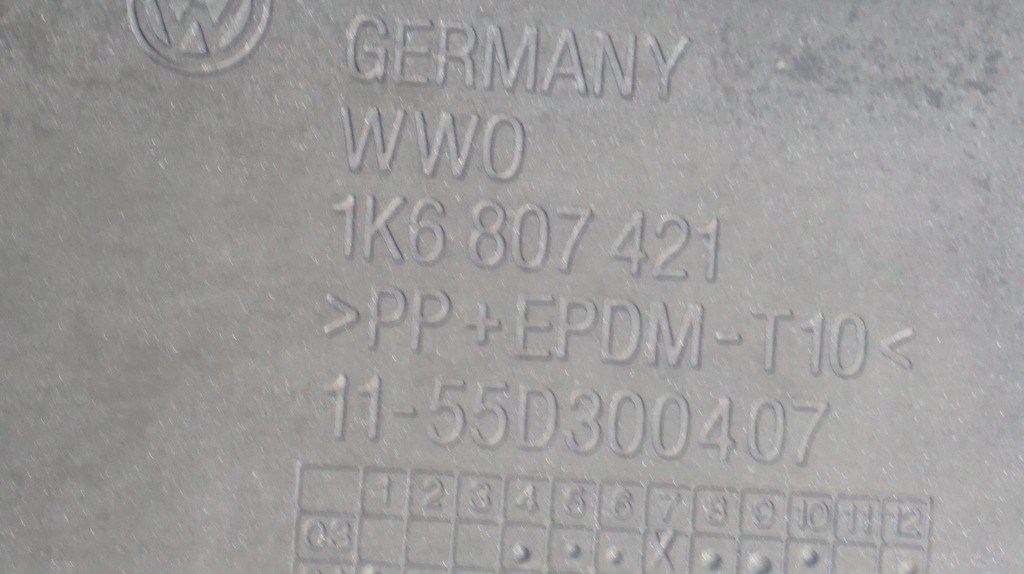 GERMANY
WWO
1K6 807 421
>PP+EPDM-T10<
11-55D300407
1 2 3 4 5 6 7 8 9 10 11 12
03 X